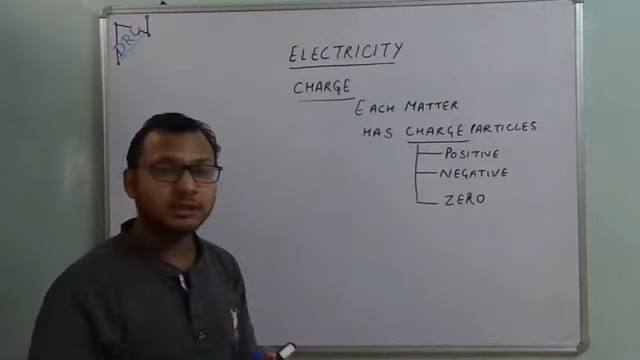 ELECTRICITY
CHARGE
EACH MATTER
HAS CHARGE PARTICLES.
POSITIVE
NEGATIVE
ZERO